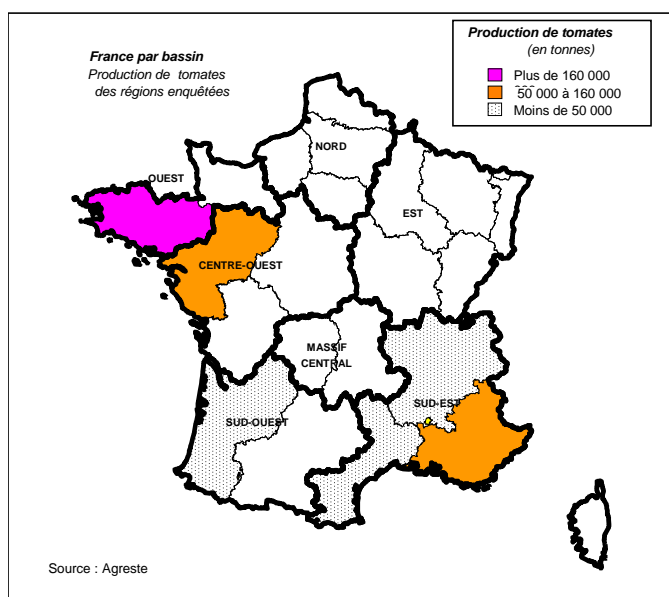 France par bassin
Production de tomates
des régions enquêtées
Production de tomates
(en tonnes)
Plus de 160 000
50 000 à 160 000
Moins de 50 000
NORD
OUEST
EST
CENTRE-OUEST
MASSIF
CENTRAL
SUD-EST
SUD-OUEST
Source : Agreste